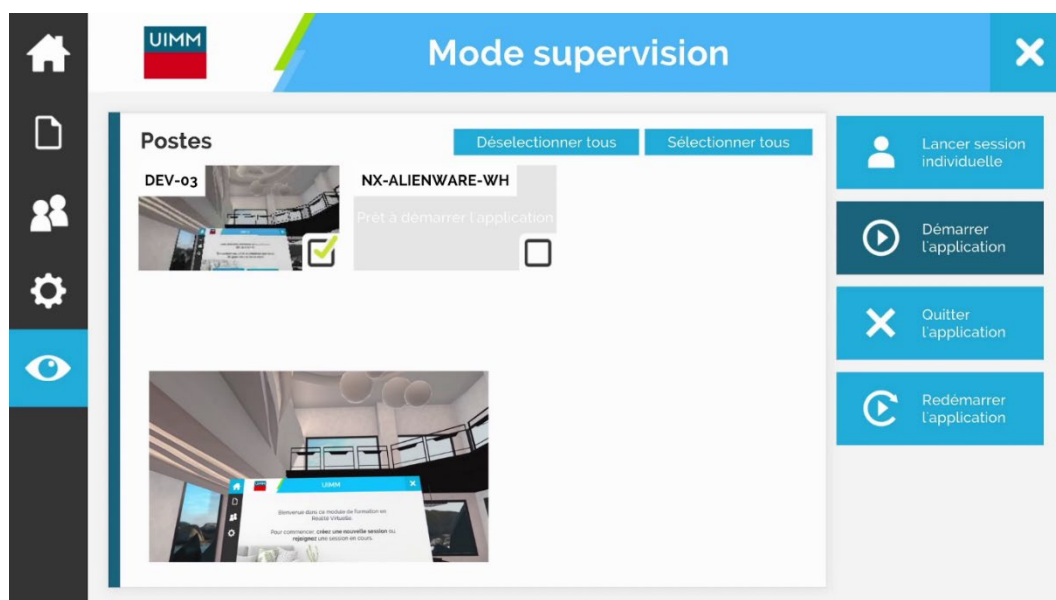 UIMM
Mode supervision
Postes
Déselectionner tous
Sélectionner tous
DEV-03
NX-ALIENWARE-WH
Prêt à démarrer l'application
Lancer session
individuelle
Démarrer
l'application
Quitter
l'application
Redémarrer
l'application
UIMM
Bienvenue dans ce module de formation en
Réalité Virtuelle.
Pour commencer, créez une nouvelle session ou
rejoignez une session en cours.